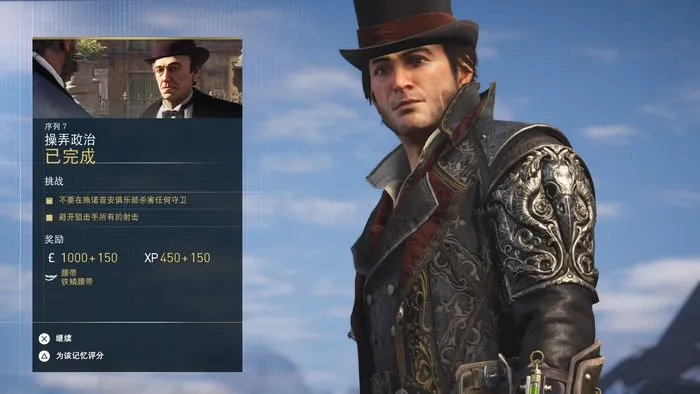 序列 7
操弄政治
已完成
挑战
不要在施诺普安俱乐部杀害任何守卫
避开狙击手所有的射击
奖励
£ 1000+150 XP 450+150
腰带
铁鳞腰带
继续
为该记忆评分